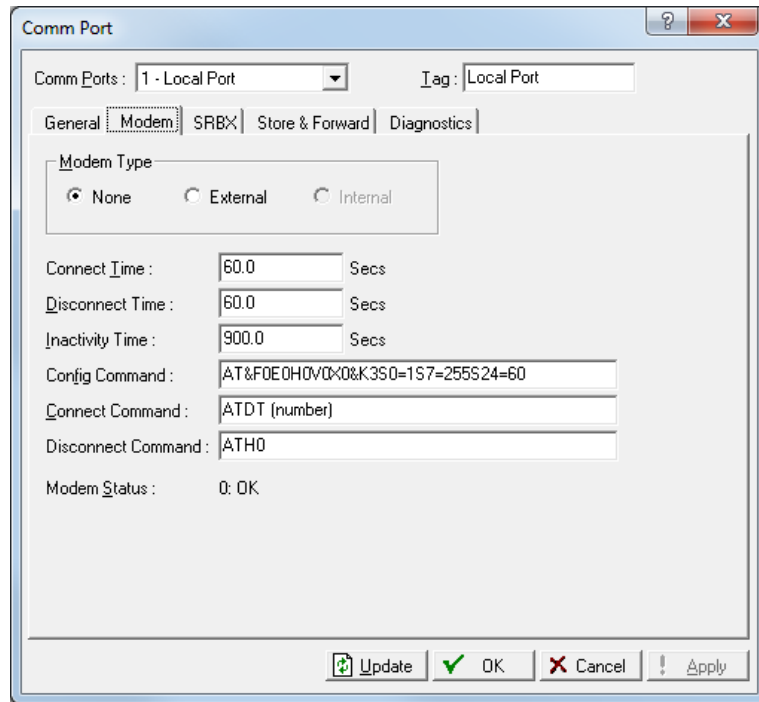 Comm Port
Comm Ports : 1 - Local Port Tag : Local Port
General Modem SRBX Store & Forward Diagnostics
Modem Type
None External Internal
Connect Time : 60.0 Secs
Disconnect Time : 60.0 Secs
Inactivity Time : 900.0 Secs
Config Command : AT&F0E0H0V0X0&K3S0=1S7=255S24=60
Connect Command : ATDT (number)
Disconnect Command : ATH0
Modem Status : 0: OK
Update OK Cancel ! Apply